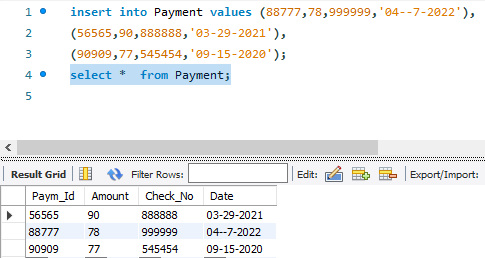 1 insert into Payment values (88777,78,999999,'04--7-2022'),
2 (56565,90,888888,'03-29-2021'),
3 (90909,77,545454,'09-15-2020');
4 select * from Payment;
5
Result Grid Filter Rows: Edit: Export/Import:
Paym_Id Amount Check_No Date
56565 90 888888 03-29-2021
88777 78 999999 04--7-2022
90909 77 545454 09-15-2020